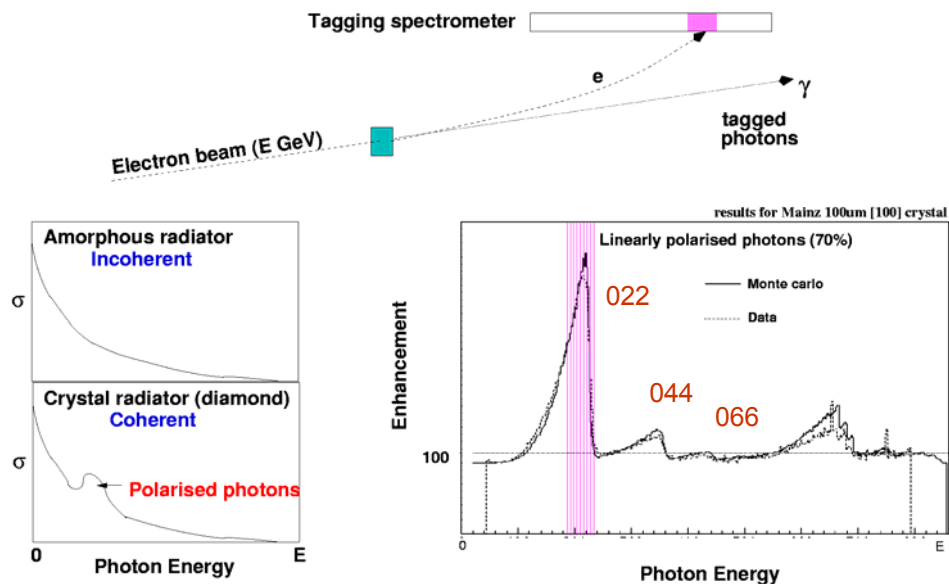 Tagging spectrometer
e
γ
tagged
photons
Electron beam (E GeV)
Amorphous radiator
Incoherent
σ
Crystal radiator (diamond)
Coherent
σ
Polarised photons
0
E
Photon Energy
results for Mainz 100um [100] crystal
Linearly polarised photons (70%)
022
Monte carlo
Data
Enhancement
044
066
100
0
E
Photon Energy